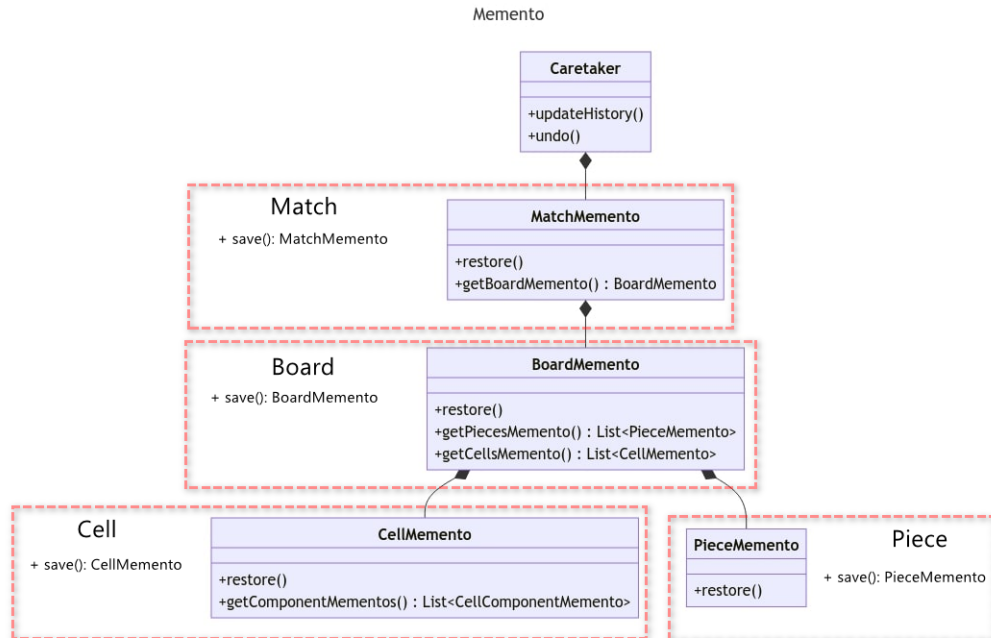 Memento
Caretaker
+updateHistory()
+undo()
Match
+ save(): MatchMemento
MatchMemento
+restore()
+getBoardMemento() : BoardMemento
Board
+ save(): BoardMemento
BoardMemento
+restore()
+getPiecesMemento() : List<PieceMemento>
+getCellsMemento() : List<CellMemento>
Cell
+ save(): CellMemento
CellMemento
+restore()
+getComponentMementos() : List<CellComponentMemento>
PieceMemento
+restore()
Piece
+ save(): PieceMemento